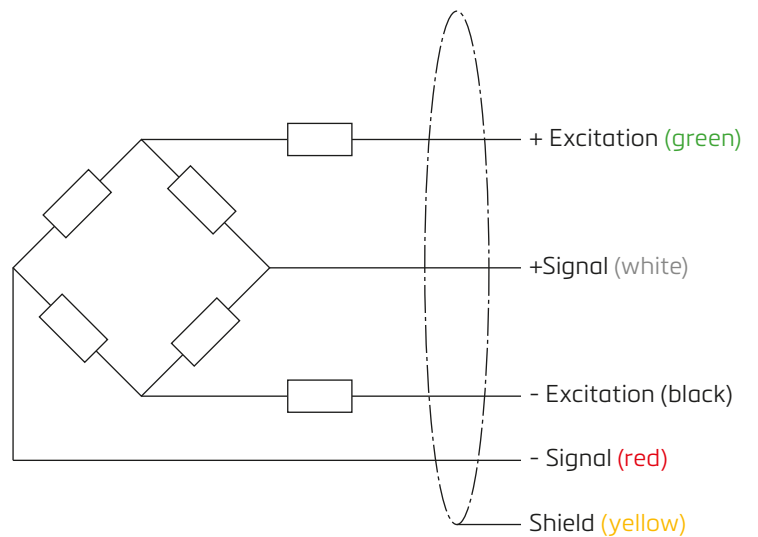 + Excitation (green)
+Signal (white)
- Excitation (black)
- Signal (red)
Shield (yellow)